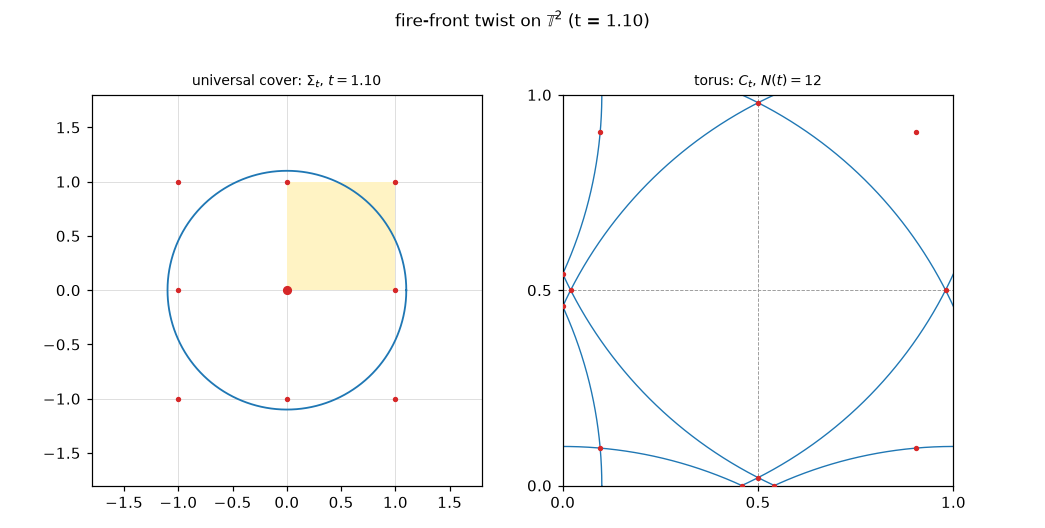 fire-front twist on 𝕋² (t = 1.10)
universal cover: Σₜ, t = 1.10
torus: Cₜ, N(t) = 12
1.5
1.0
0.5
0.0
−0.5
−1.0
−1.5
−1.5 −1.0 −0.5 0.0 0.5 1.0 1.5
1.0
0.5
0.0
0.0 0.5 1.0